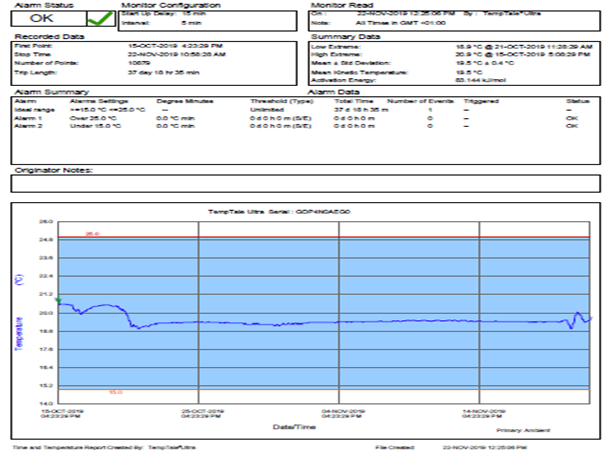 Alarm Status
OK
Monitor Configuration
Start Up Delay: 15 min
Interval: 5 min
Monitor Read
On : 22-NOV-2019 12:25:06 PM By : TempTale®Ultra
Note: All Times in GMT +01:00
Recorded Data
First Point: 15-OCT-2019 4:23:29 PM
Stop Time 22-NOV-2019 10:58:28 AM
Number of Points: 10879
Trip Length: 37 day 18 hr 35 min
Summary Data
Low Extreme: 18.9 °C @ 21-OCT-2019 11:28:29 AM
High Extreme: 20.9 °C @ 15-OCT-2019 5:08:29 PM
Mean ± Std Deviation: 19.5 °C ± 0.4 °C
Mean Kinetic Temperature: 19.5 °C
Activation Energy: 83.144 kJ/mol
Alarm Summary
Alarm Data
Alarm Alarms Settings Degree Minutes Threshold (Type) Total Time Number of Events Triggered Status
Ideal range >=15.0 °C <=25.0 °C -- Unlimited 37 d 18 h 35 m 1 -- --
Alarm 1 Over 25.0 °C 0.0 °C min 0 d 0 h 0 m (S/E) 0 d 0 h 0 m 0 -- OK
Alarm 2 Under 15.0 °C 0.0 °C min 0 d 0 h 0 m (S/E) 0 d 0 h 0 m 0 -- OK
Originator Notes:
TempTale Ultra Serial : GDP4N0AEG0
26.0
25.0
24.8
23.6
22.4
21.2
20.0
18.8
17.6
16.4
15.2
15.0
14.0
Temperature (°C)
15-OCT-2019 25-OCT-2019 04-NOV-2019 14-NOV-2019
04:23:29 PM 04:23:29 PM 04:23:29 PM 04:23:29 PM
Date/Time
Primary: Ambient
Time and Temperature Report Created By: TempTale®Ultra
File Created: 22-NOV-2019 12:25:06 PM